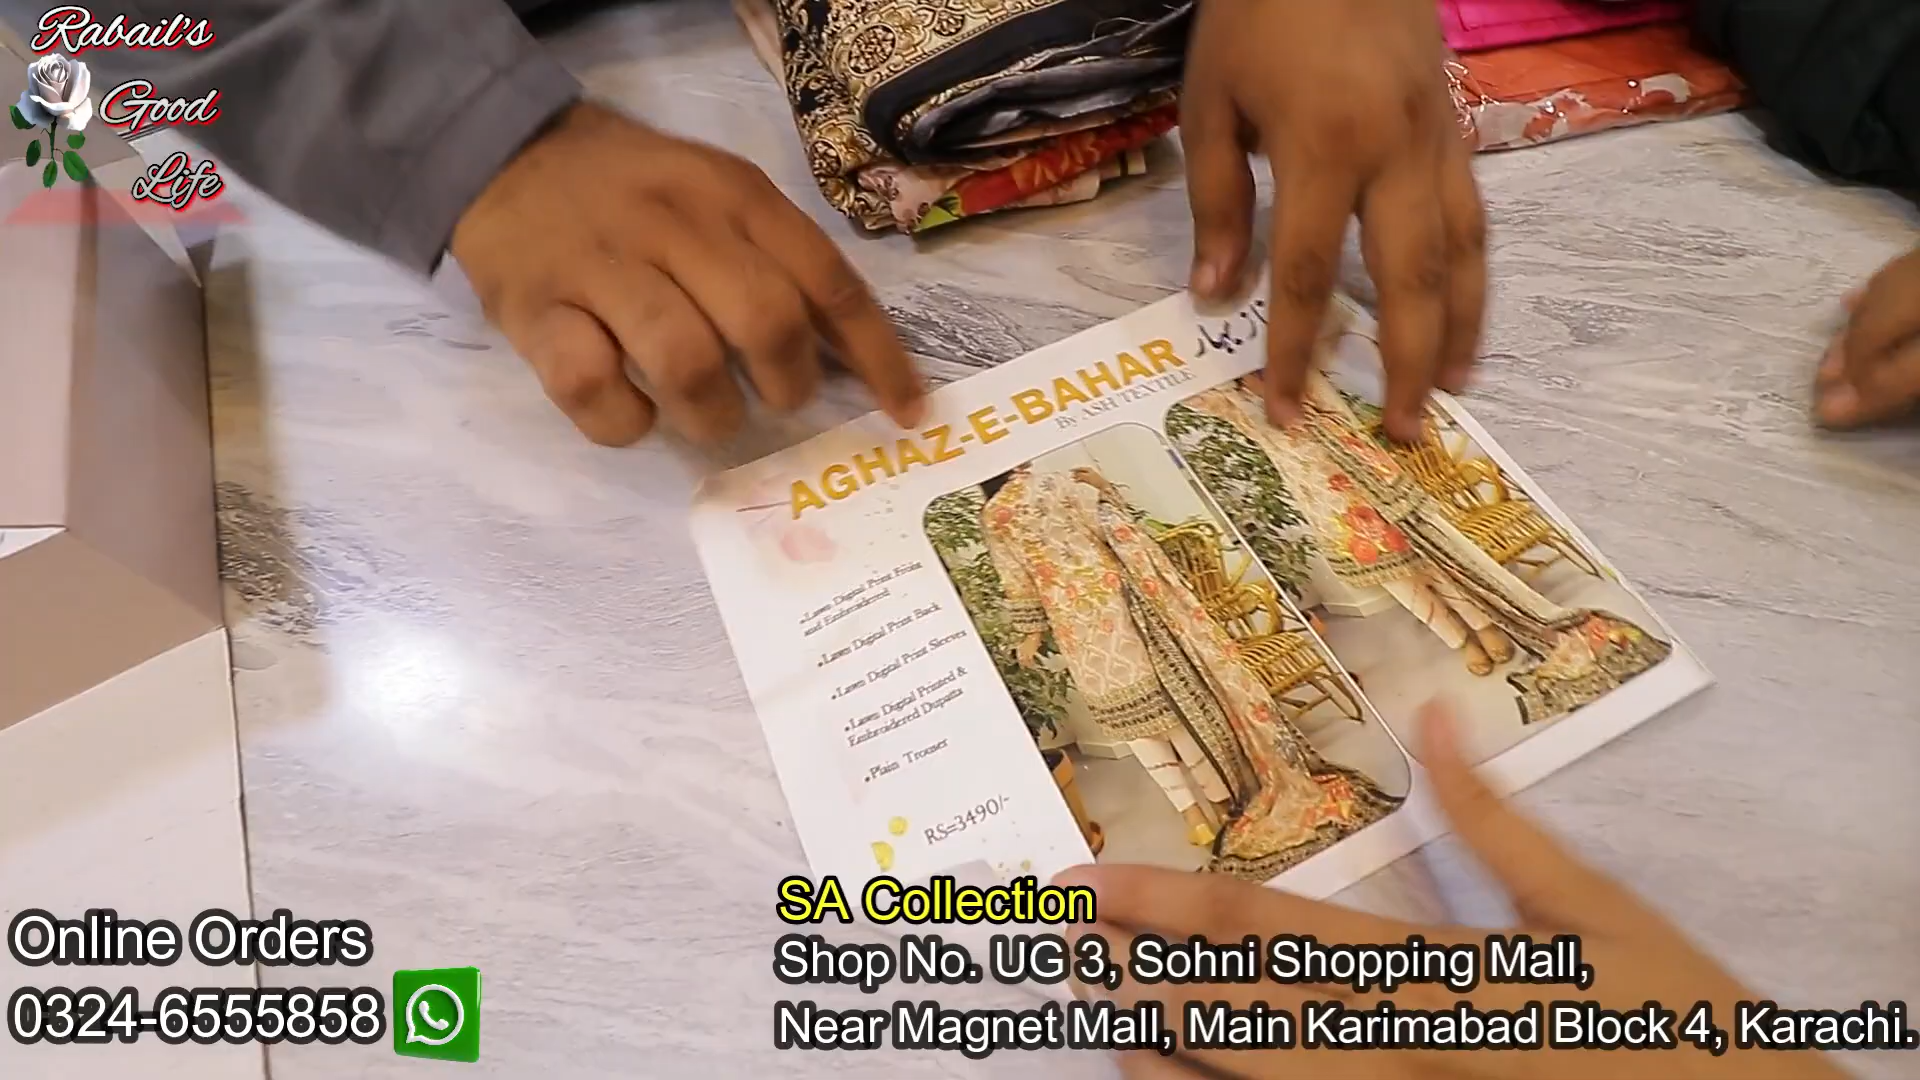 Rabail's
Good
Life
AGHAZ-E-BAHAR
By ASH TEXTILE
بہار
Lawn Digital Print Front
and Embroidered
Lawn Digital Print Back
Lawn Digital Print Sleeves
Lawn Digital Printed &
Embroidered Dupatta
Plain Trouser
RS=3490/-
SA Collection
Shop No. UG 3, Sohni Shopping Mall,
Near Magnet Mall, Main Karimabad Block 4, Karachi.
Online Orders
0324-6555858